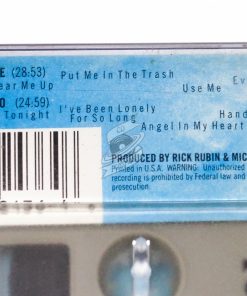 E (28:53) Put Me In The Trash
ear Me Up Use Me Ev
O (24:59) I've Been Lonely
Tonight For So Long Hand
Angel In My Heart
PRODUCED BY RICK RUBIN & MIC
Printed in U.S.A. WARNING: Unauthorized
recording is prohibited by Federal law and
prosecution.